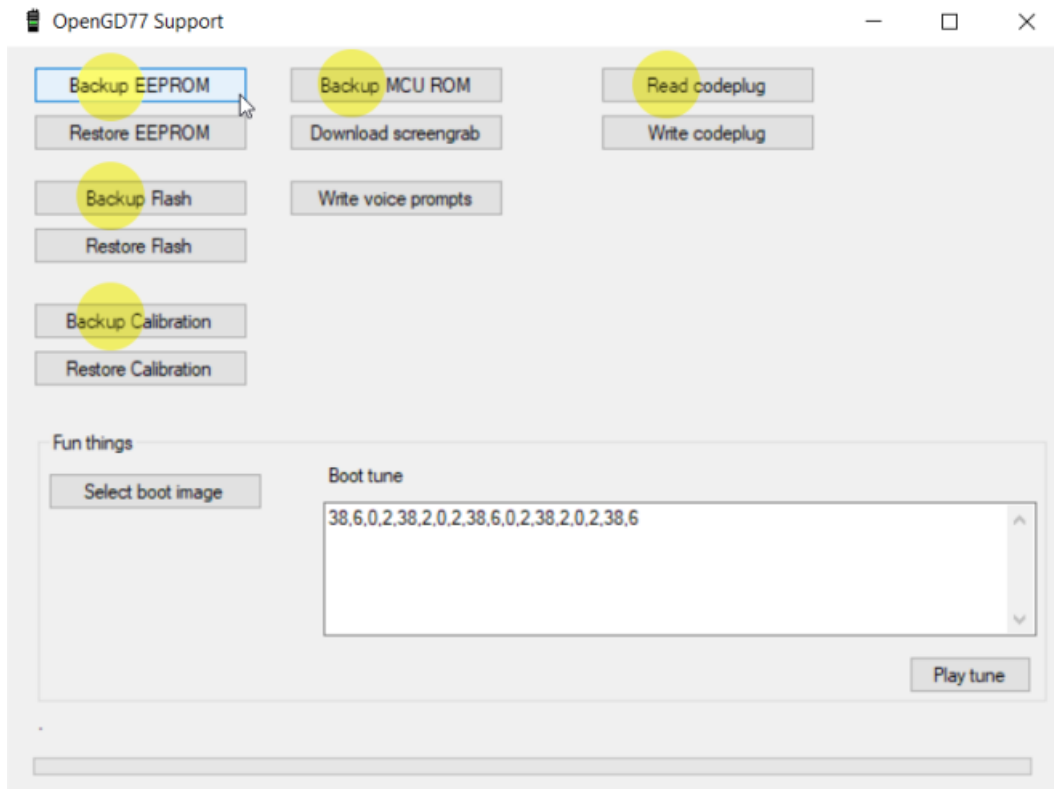 OpenGD77 Support
Backup EEPROM
Backup MCU ROM
Read codeplug
Restore EEPROM
Download screengrab
Write codeplug
Backup Flash
Write voice prompts
Restore Flash
Backup Calibration
Restore Calibration
Fun things
Select boot image
Boot tune
38,6,0,2,38,2,0,2,38,6,0,2,38,2,0,2,38,6
Play tune
.